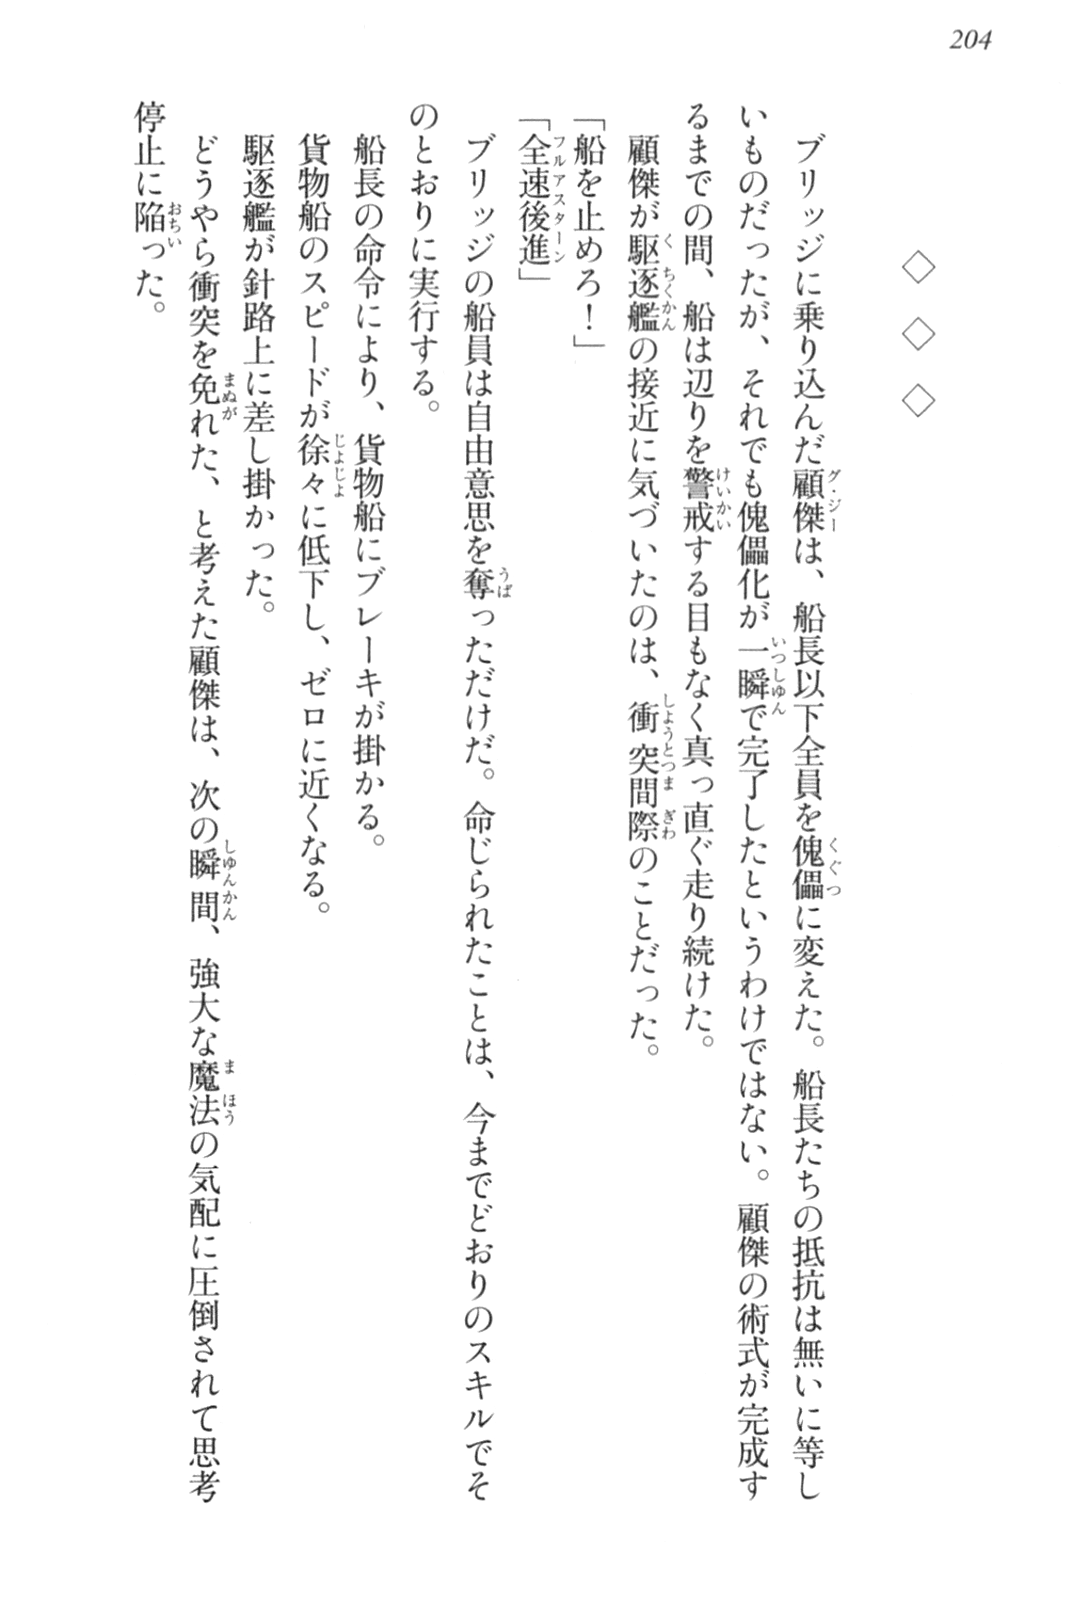 204
◇ ◇ ◇
ブリッジに乗り込んだ顧傑は、船長以下全員を傀儡に変えた。船長たちの抵抗は無いに等し
いものだったが、それでも傀儡化が一瞬で完了したというわけではない。顧傑の術式が完成す
るまでの間、船は辺りを警戒する目もなく真っ直ぐ走り続けた。
顧傑が駆逐艦の接近に気づいたのは、衝突間際のことだった。
「船を止めろ！」
「全速後進」
ブリッジの船員は自由意思を奪っただけだ。命じられたことは、今までどおりのスキルでそ
のとおりに実行する。
船長の命令により、貨物船にブレーキが掛かる。
貨物船のスピードが徐々に低下し、ゼロに近くなる。
駆逐艦が針路上に差し掛かった。
どうやら衝突を免れた、と考えた顧傑は、次の瞬間、強大な魔法の気配に圧倒されて思考
停止に陥った。